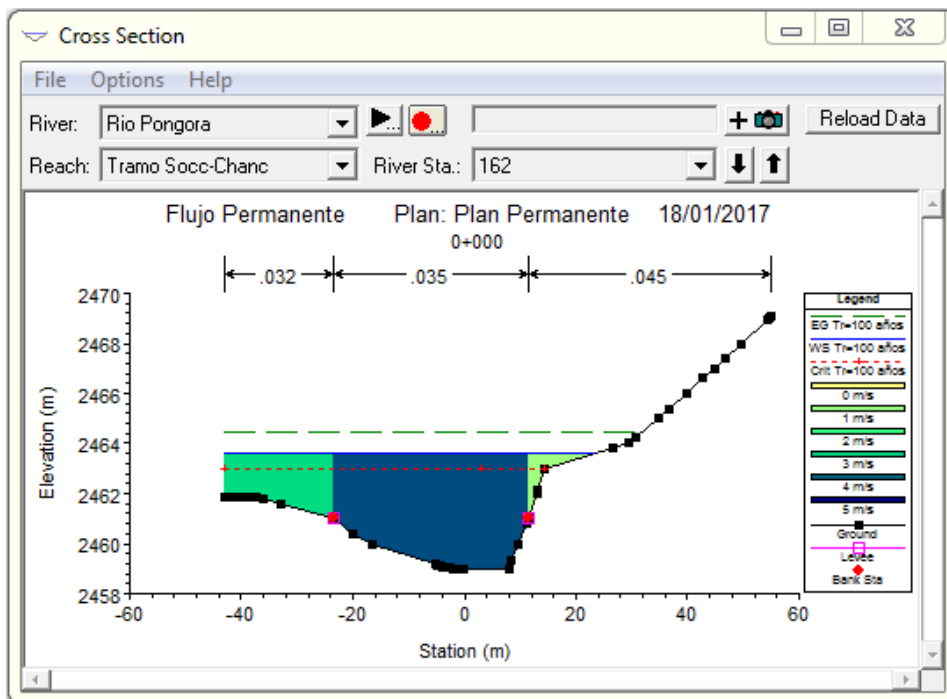 Cross Section
File Options Help
River: Rio Pongora Reload Data
Reach: Tramo Socc-Chanc River Sta.: 162
Flujo Permanente Plan: Plan Permanente 18/01/2017
0+000
.032 .035 .045
Elevation (m)
2470
2468
2466
2464
2462
2460
2458
-60 -40 -20 0 20 40 60
Station (m)
Legend
EG Tr=100 años
WS Tr=100 años
Crit Tr=100 años
0 m/s
1 m/s
2 m/s
3 m/s
4 m/s
5 m/s
Ground
Levee
Bank Sta